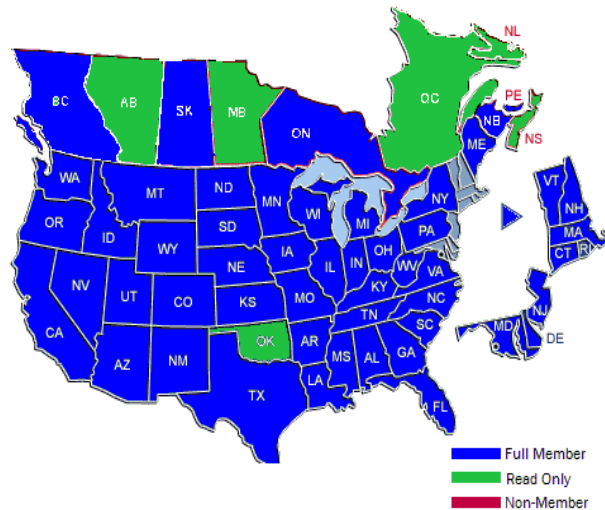 NL
BC
AB
SK
MB
QC
PE
ON
NB
NS
ME
WA
MT
ND
MN
VT
OR
ID
SD
WI
MI
NY
NH
WY
IA
PA
MA
NE
IL
IN
OH
CT
RI
NV
UT
CO
KS
MO
KY
WV
VA
CA
TN
NC
NJ
AZ
NM
OK
AR
SC
MD
DE
MS
AL
GA
TX
LA
FL
Full Member
Read Only
Non-Member